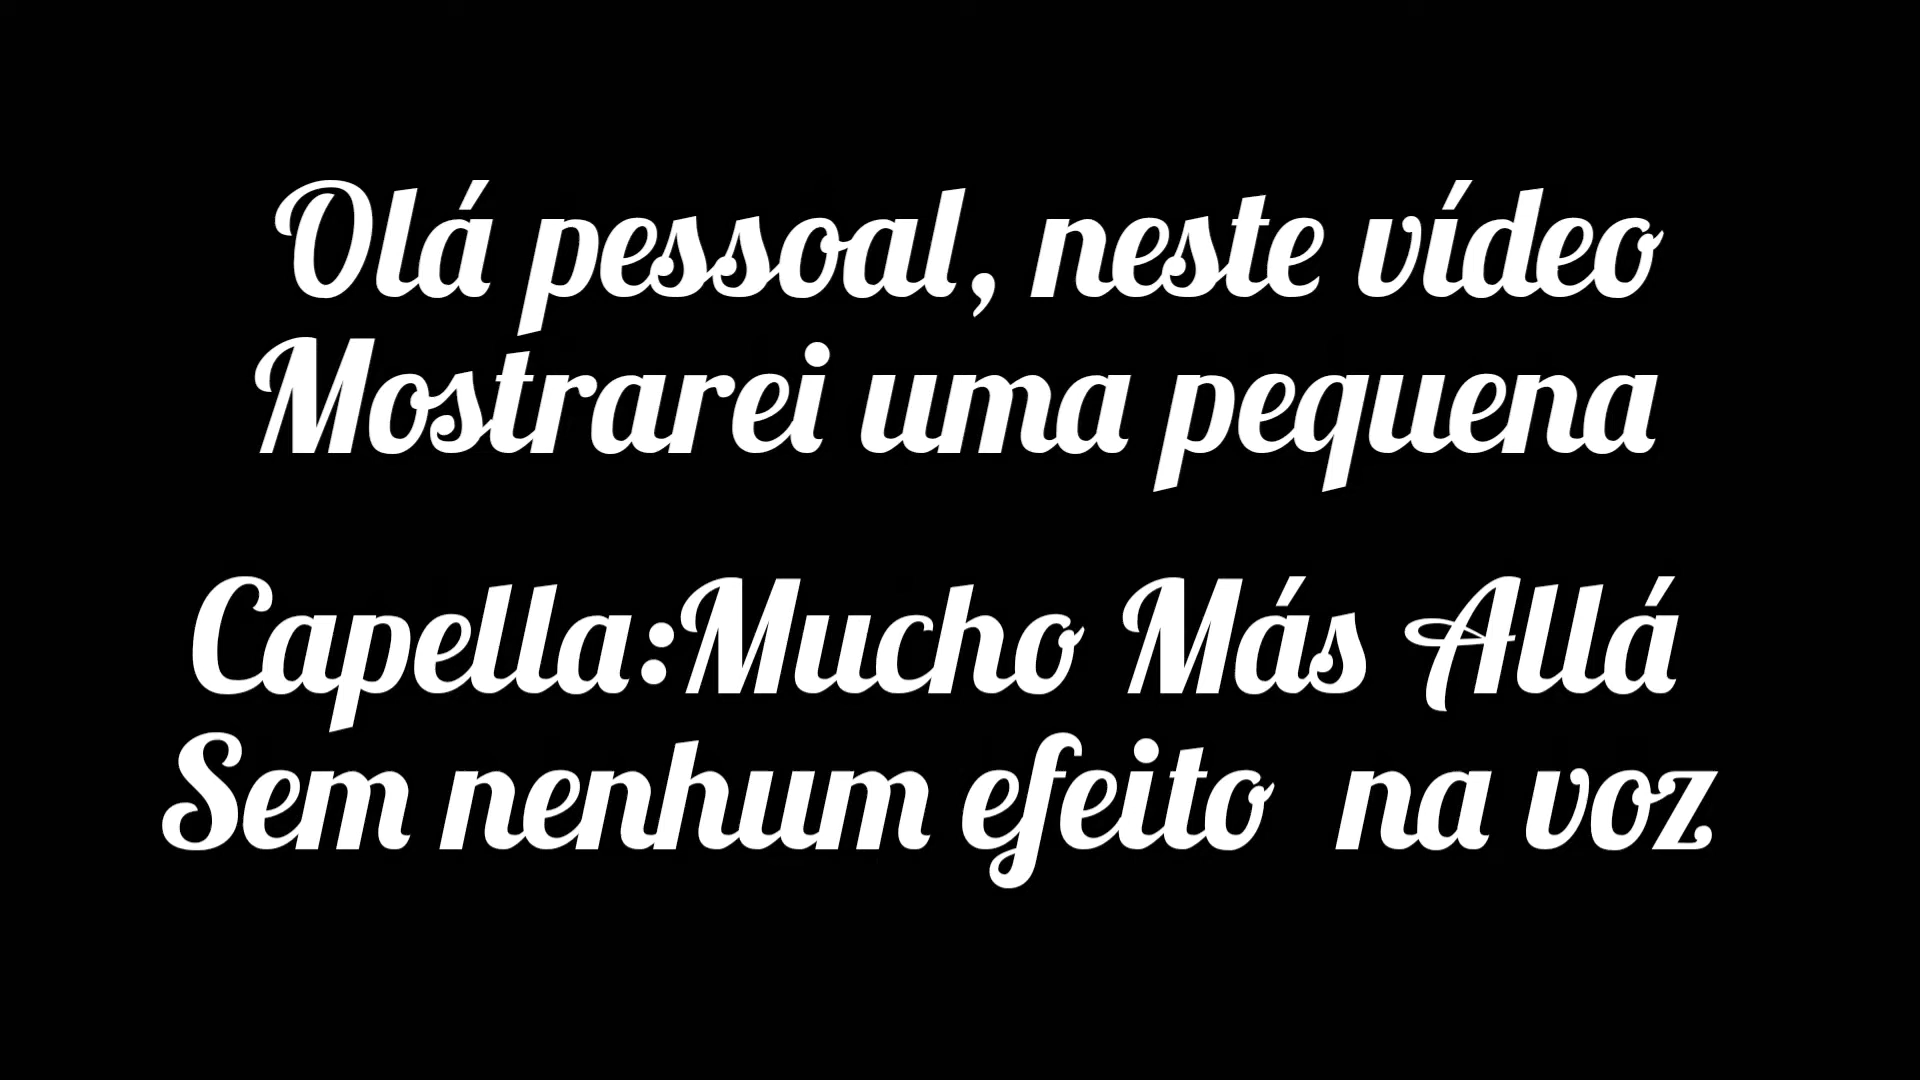 Olá pessoal, neste vídeo
Mostrarei uma pequena
Capella:Mucho Más Allá
Sem nenhum efeito  na voz